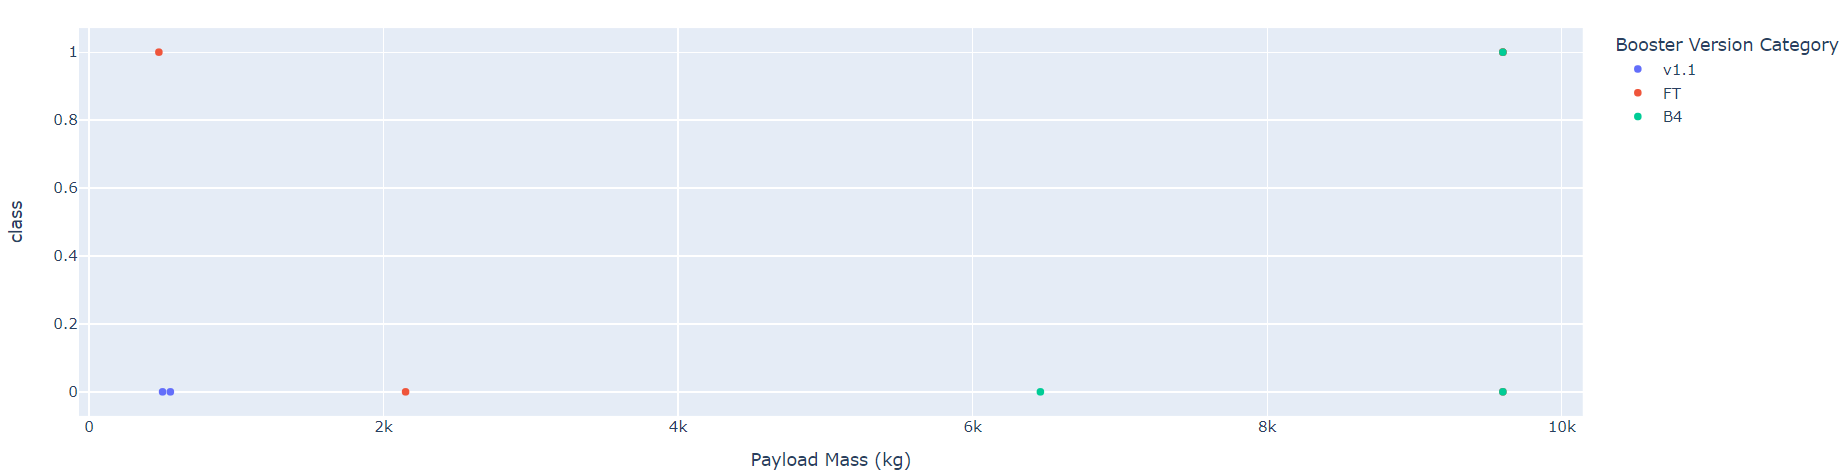 Booster Version Category
v1.1
FT
B4
1
0.8
0.6
0.4
0.2
0
class
0 2k 4k 6k 8k 10k
Payload Mass (kg)